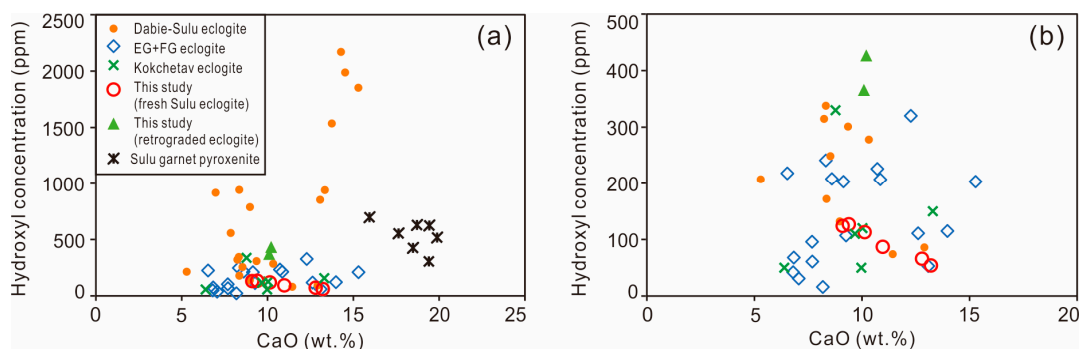 2500
2000
1500
1000
500
0
Hydroxyl concentration (ppm)
(a)
Dabie-Sulu eclogite
EG+FG eclogite
Kokchetav eclogite
This study
(fresh Sulu eclogite)
This study
(retrograded eclogite)
Sulu garnet pyroxenite
0 5 10 15 20 25
CaO (wt.%)
500
400
300
200
100
0
Hydroxyl concentration (ppm)
(b)
0 5 10 15 20
CaO (wt.%)